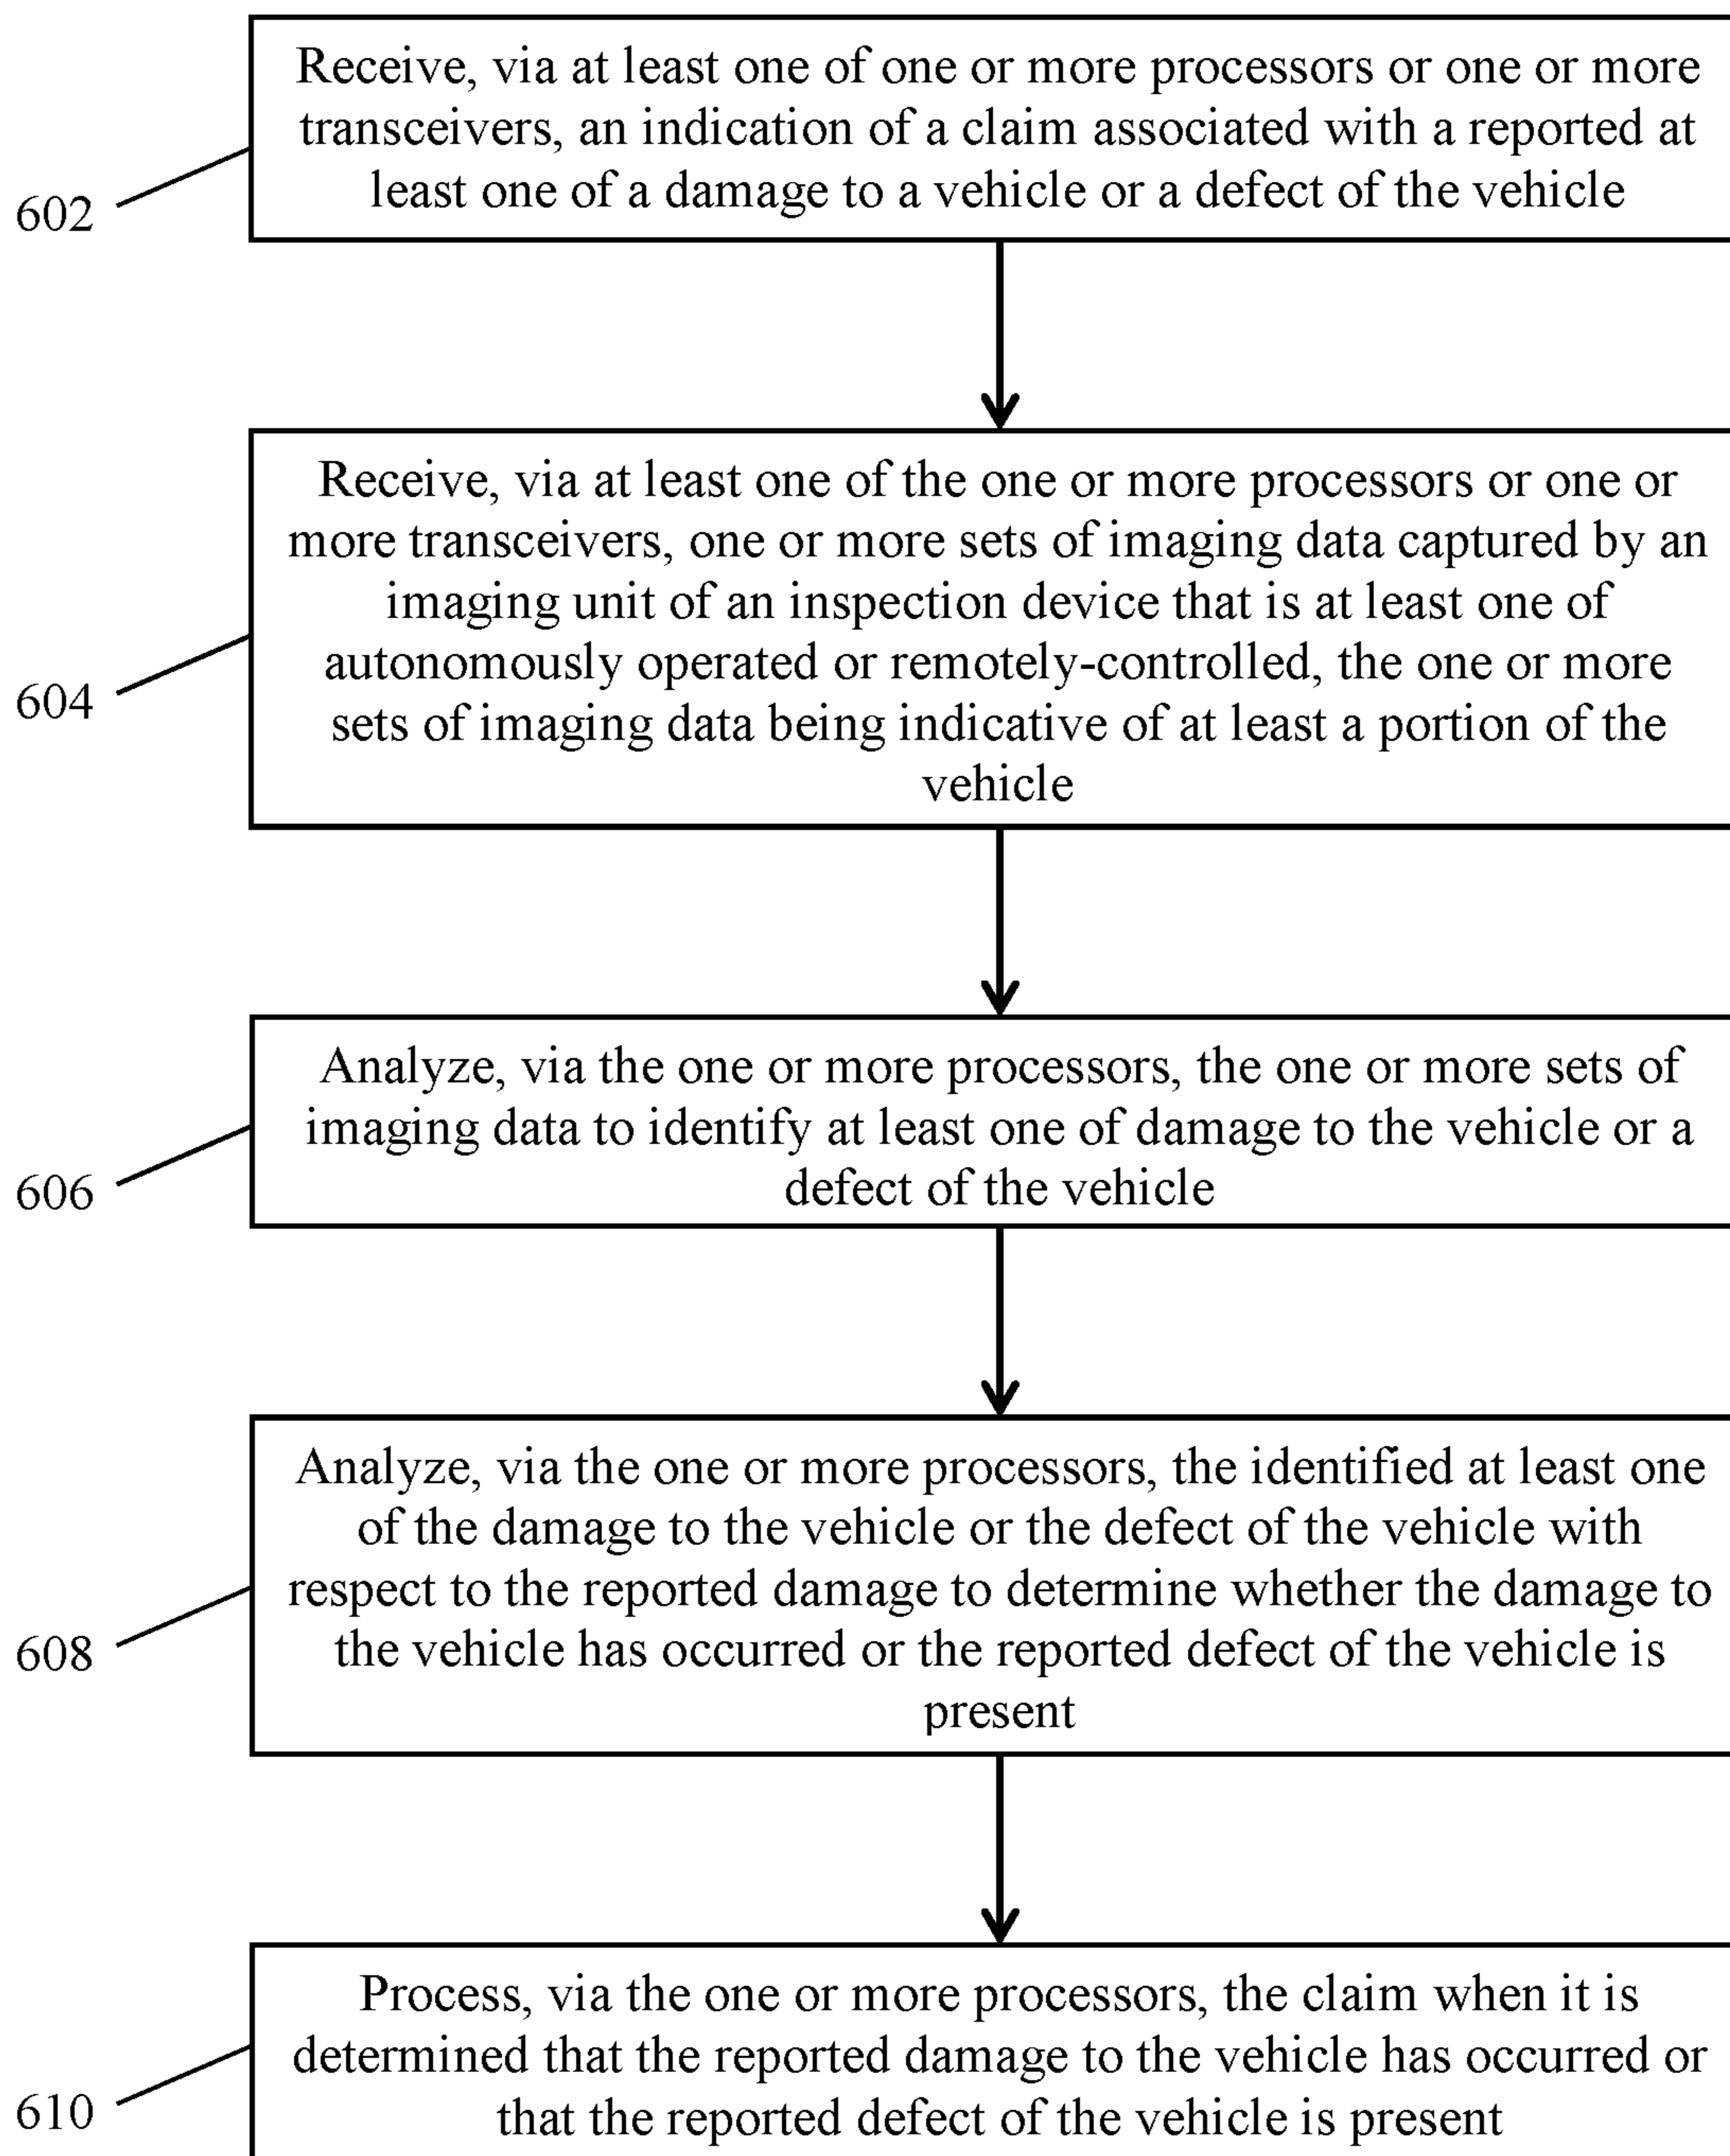 Receive, via at least one of one or more processors or one or more
transceivers, an indication of a claim associated with a reported at
least one of a damage to a vehicle or a defect of the vehicle
602
Receive, via at least one of the one or more processors or one or
more transceivers, one or more sets of imaging data captured by an
imaging unit of an inspection device that is at least one of
autonomously operated or remotely-controlled, the one or more
sets of imaging data being indicative of at least a portion of the
vehicle
604
Analyze, via the one or more processors, the one or more sets of
imaging data to identify at least one of damage to the vehicle or a
defect of the vehicle
606
Analyze, via the one or more processors, the identified at least one
of the damage to the vehicle or the defect of the vehicle with
respect to the reported damage to determine whether the damage to
the vehicle has occurred or the reported defect of the vehicle is
present
608
Process, via the one or more processors, the claim when it is
determined that the reported damage to the vehicle has occurred or
that the reported defect of the vehicle is present
610